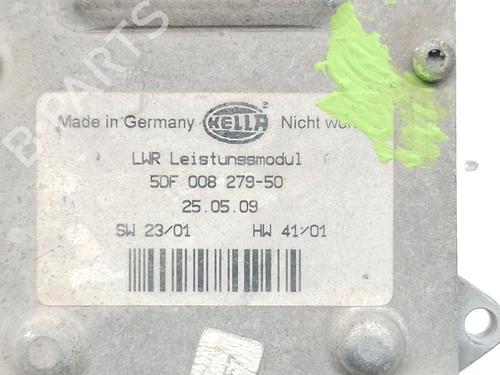 Made in Germany HELLA Nicht
LWR Leistungsmodul
5DF 008 279-50
25.05.09
SW 23/01 HW 41/01
B-PARTS